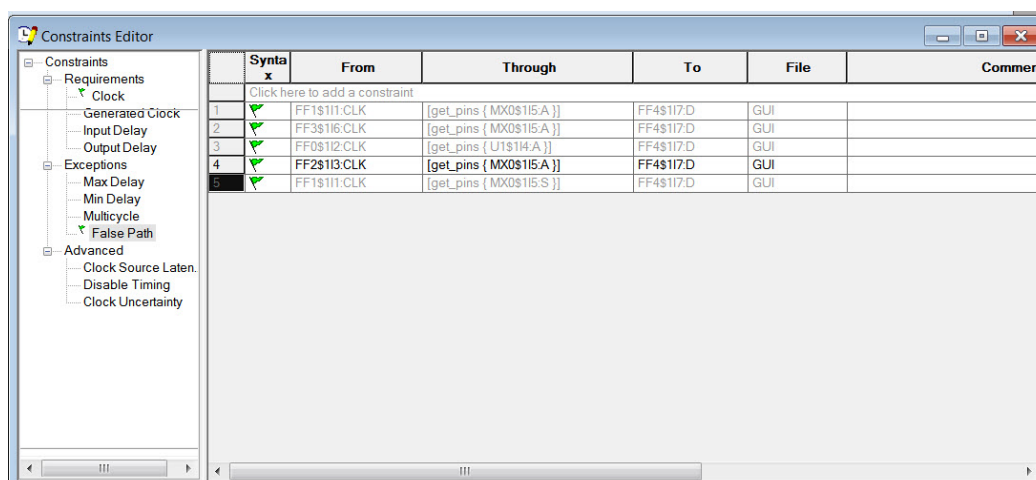 Constraints Editor
Constraints
Requirements
Clock
Generated Clock
Input Delay
Output Delay
Exceptions
Max Delay
Min Delay
Multicycle
False Path
Advanced
Clock Source Laten.
Disable Timing
Clock Uncertainty
Synta
x From Through To File Commen
Click here to add a constraint
1 FF1$1I1:CLK [get_pins { MX0$1I5:A }] FF4$1I7:D GUI
2 FF3$1I6:CLK [get_pins { MX0$1I5:A }] FF4$1I7:D GUI
3 FF0$1I2:CLK [get_pins { U1$1I4:A }] FF4$1I7:D GUI
4 FF2$1I3:CLK [get_pins { MX0$1I5:A }] FF4$1I7:D GUI
5 FF1$1I1:CLK [get_pins { MX0$1I5:S }] FF4$1I7:D GUI